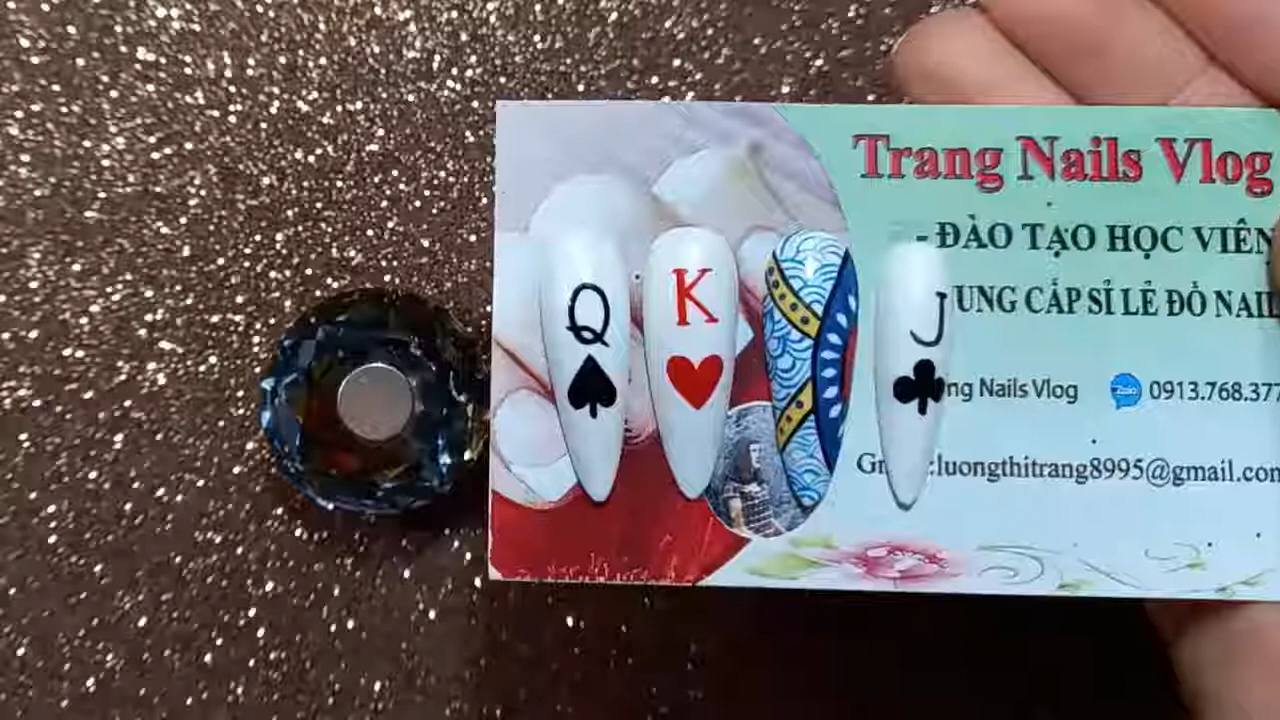 Trang Nails Vlog
- ĐÀO TẠO HỌC VIÊN
UNG CẤP SỈ LẺ ĐỒ NAIL
ng Nails Vlog
Zalo 0913.768.377
:luongthitrang8995@gmail.com
Q
K
J